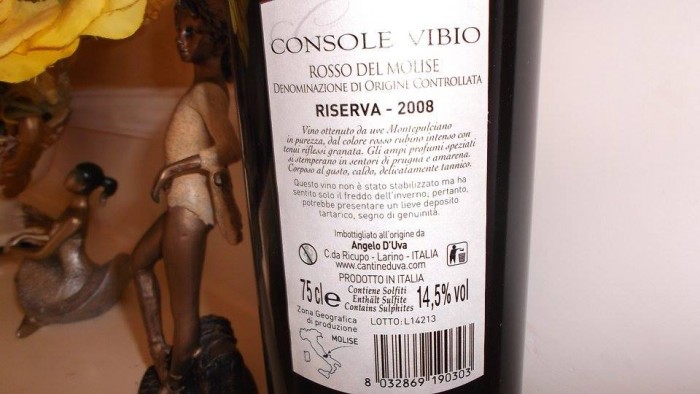 CONSOLE VIBIO
ROSSO DEL MOLISE
DENOMINAZIONE DI ORIGINE CONTROLLATA
RISERVA - 2008
Vino ottenuto da uve Montepulciano
in purezza, dal colore rosso rubino intenso con
tenui riflessi granata. Gli ampi profumi speziati
si stemperano in sentori di prugna e amarena.
Corposo al gusto, caldo, delicatamente tannico.
Questo vino non è stato stabilizzato ma ha
sentito solo il freddo dell'inverno; pertanto,
potrebbe presentare un lieve deposito
tartarico, segno di genuinità.
Imbottigliato all'origine da
Angelo D'Uva
C.da Ricupo - Larino - ITALIA
www.cantineduva.com
PRODOTTO IN ITALIA
75 cl e
Contiene Solfiti
Enthält Sulfite
Contains Sulphites
14,5% vol
Zona Geografica
di produzione
LOTTO: L14213
MOLISE
8 032869 190303